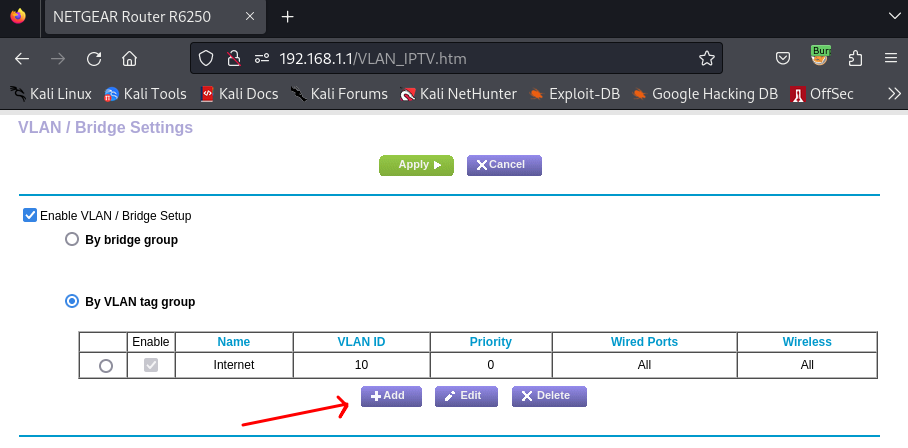 NETGEAR Router R6250
192.168.1.1/VLAN_IPTV.htm
Kali Linux Kali Tools Kali Docs Kali Forums Kali NetHunter Exploit-DB Google Hacking DB OffSec
VLAN / Bridge Settings
Apply Cancel
Enable VLAN / Bridge Setup
By bridge group
By VLAN tag group
Enable Name VLAN ID Priority Wired Ports Wireless
Internet 10 0 All All
Add Edit Delete